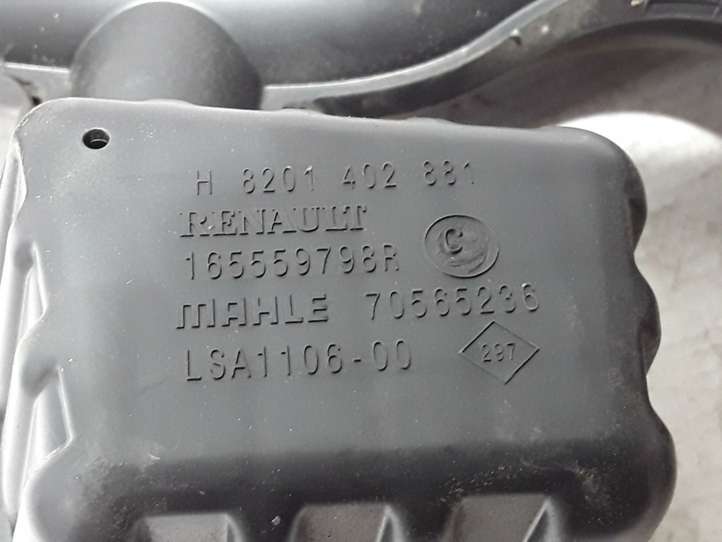 H 8201 402 881
RENAULT
165559798R C
MAHLE 70565236
LSA1106-00 297